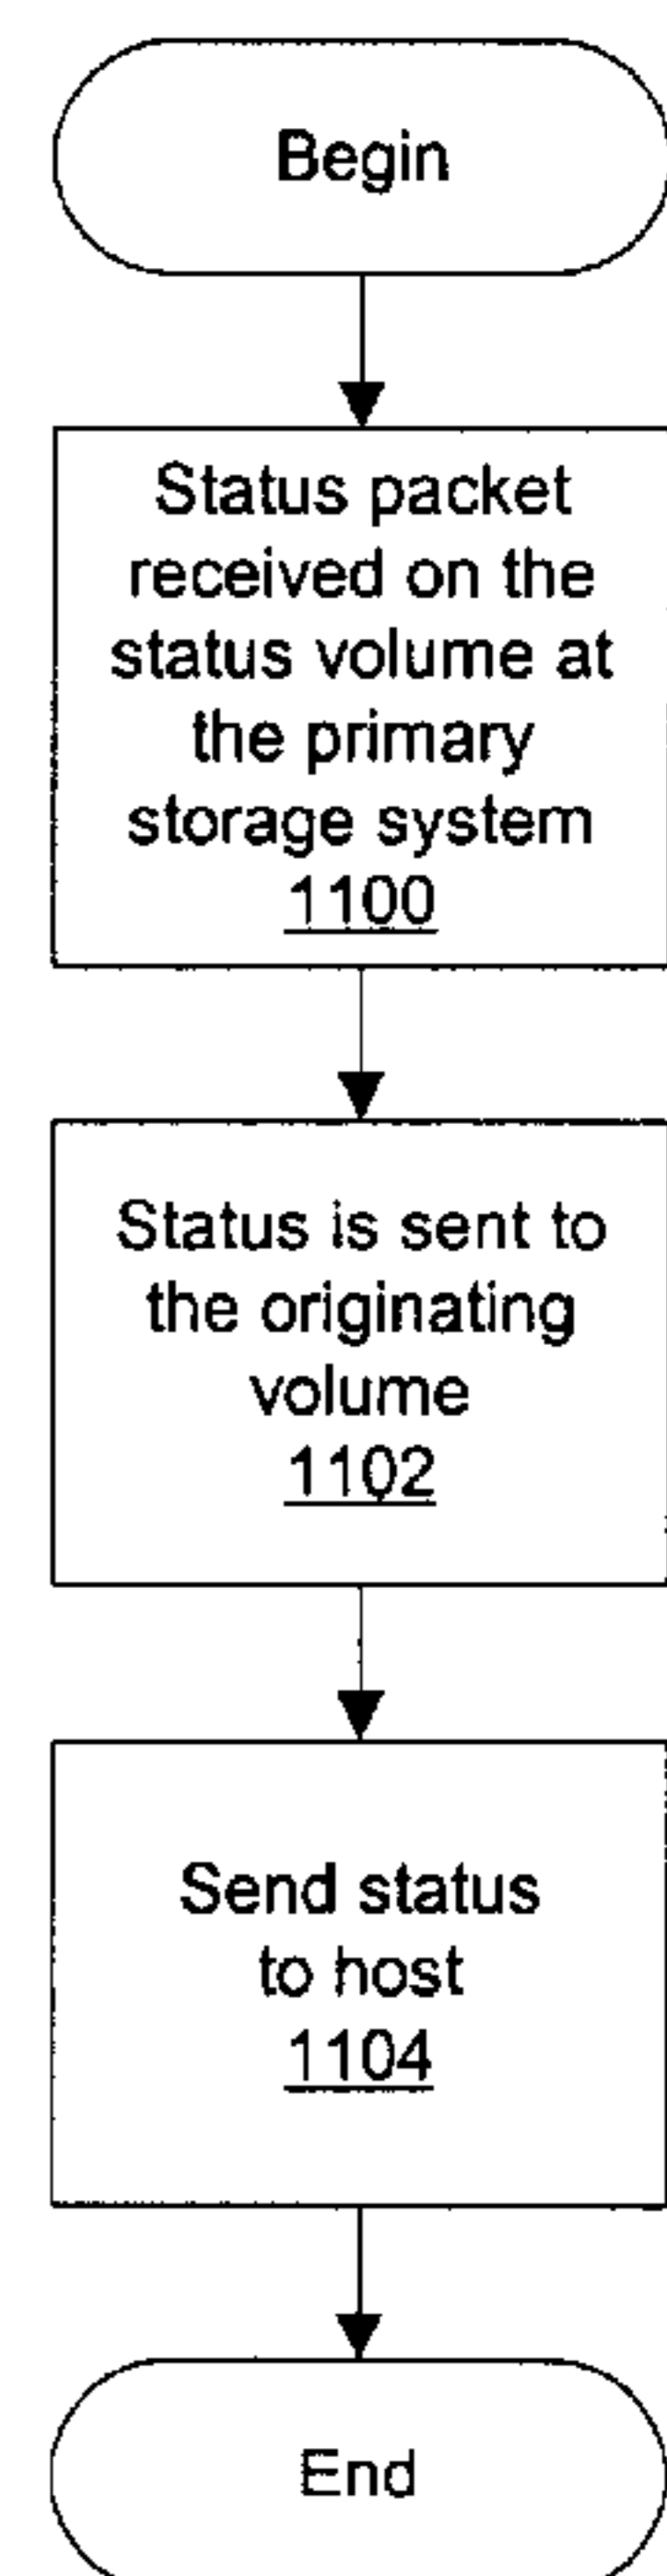 Begin
Status packet
received on the
status volume at
the primary
storage system
1100
Status is sent to
the originating
volume
1102
Send status
to host
1104
End